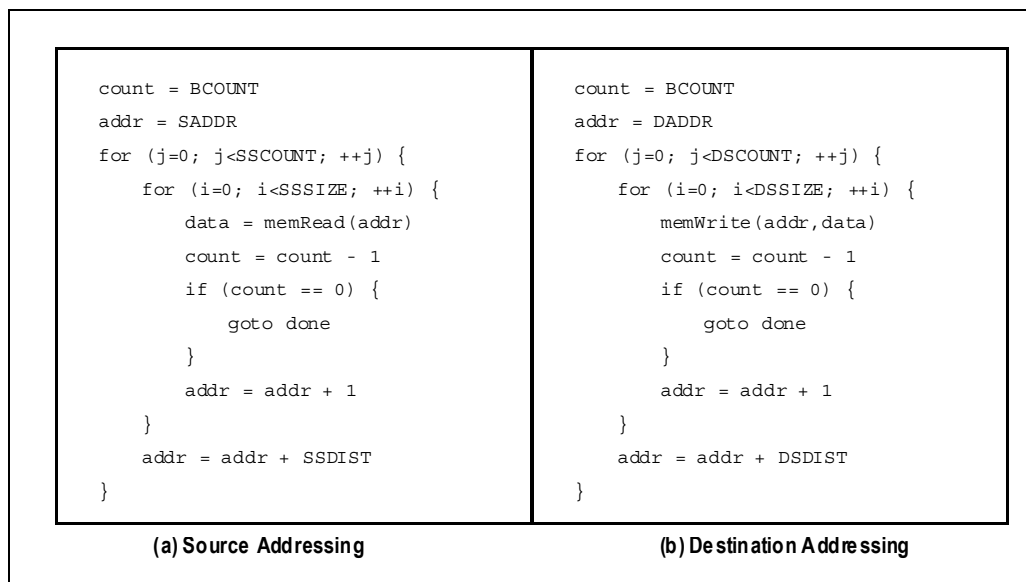 count = BCOUNT
addr = SADDR
for (j=0; j<SSCOUNT; ++j) {
for (i=0; i<SSSIZE; ++i) {
data = memRead(addr)
count = count - 1
if (count == 0) {
goto done
}
addr = addr + 1
}
addr = addr + SSDIST
}
(a) Source Addressing
count = BCOUNT
addr = DADDR
for (j=0; j<DSCOUNT; ++j) {
for (i=0; i<DSSIZE; ++i) {
memWrite(addr,data)
count = count - 1
if (count == 0) {
goto done
}
addr = addr + 1
}
addr = addr + DSDIST
}
(b) Destination Addressing